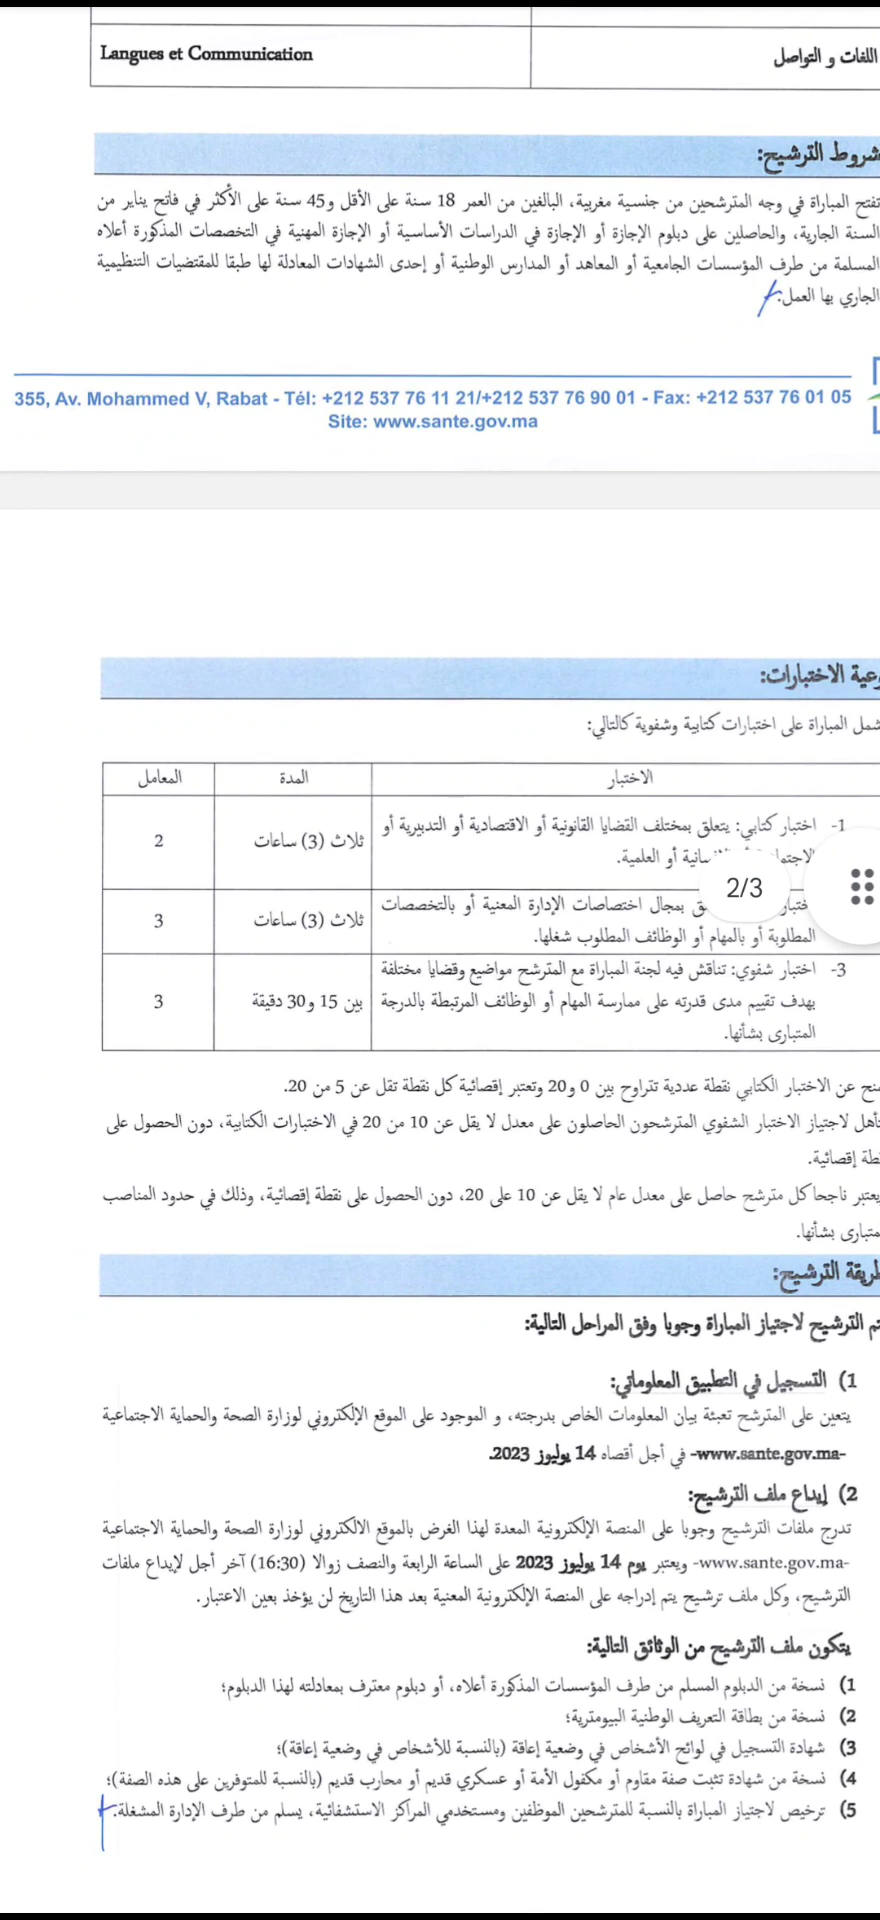 Langues et Communication
اللغات و التواصل
شروط الترشيح:
تفتح المباراة في وجه المترشحين من جنسية مغربية، البالغين من العمر 18 سنة على الأقل و45 سنة على الأكثر في فاتح يناير من
السنة الجارية، والحاصلين على دبلوم الإجازة أو الإجازة في الدراسات الأساسية أو الإجازة المهنية في التخصصات المذكورة أعلاه
المسلمة من طرف المؤسسات الجامعية أو المعاهد أو المدارس الوطنية أو إحدى الشهادات المعادلة لها طبقا للمقتضيات التنظيمية
الجاري بها العمل.
355, Av. Mohammed V, Rabat - Tél: +212 537 76 11 21/+212 537 76 90 01 - Fax: +212 537 76 01 05
Site: www.sante.gov.ma
وعية الاختبارات:
شمل المباراة على اختبارات كتابية وشفوية كالتالي:
الاختبار المدة المعامل
1- اختبار كتابي: يتعلق بمختلف القضايا القانونية أو الاقتصادية أو التدبيرية أو
أو العلمية.
ثلاث (3) ساعات 2
2/3
بمجال اختصاصات الإدارة المعنية أو بالتخصصات
المطلوبة أو بالمهام أو الوظائف المطلوب شغلها.
ثلاث (3) ساعات 3
3- اختبار شفوي: تناقش فيه لجنة المباراة مع المترشح مواضيع وقضايا مختلفة
بهدف تقييم مدى قدرته على ممارسة المهام أو الوظائف المرتبطة بالدرجة
المتبارى بشأنها.
بين 15 و30 دقيقة 3
منح عن الاختبار الكتابي نقطة عددية تتراوح بين 0 و20 وتعتبر إقصائية كل نقطة تقل عن 5 من 20.
تأهل لاجتياز الاختبار الشفوي المترشحون الحاصلون على معدل لا يقل عن 10 من 20 في الاختبارات الكتابية، دون الحصول على
نقطة إقصائية.
يعتبر ناجحا كل مترشح حاصل على معدل عام لا يقل عن 10 على 20، دون الحصول على نقطة إقصائية، وذلك في حدود المناصب
متبارى بشأنها.
طريقة الترشيح:
تم الترشيح لاجتياز المباراة وجوبا وفق المراحل التالية:
1) التسجيل في التطبيق المعلوماتي:
يتعين على المترشح تعبئة بيان المعلومات الخاص بدرجته، و الموجود على الموقع الإلكتروني لوزارة الصحة والحماية الاجتماعية
-www.sante.gov.ma- في أجل أقصاه 14 يوليوز 2023.
2) إيداع ملف الترشيح:
تدرج ملفات الترشيح وجوبا على المنصة الإلكترونية المعدة لهذا الغرض بالموقع الالكتروني لوزارة الصحة والحماية الاجتماعية
-www.sante.gov.ma- ويعتبر يوم 14 يوليوز 2023 على الساعة الرابعة والنصف زوالا (16:30) آخر أجل لإيداع ملفات
الترشيح، وكل ملف ترشيح يتم إدراجه على المنصة الإلكترونية المعنية بعد هذا التاريخ لن يؤخذ بعين الاعتبار.
يتكون ملف الترشيح من الوثائق التالية:
1) نسخة من الدبلوم المسلم من طرف المؤسسات المذكورة أعلاه، أو دبلوم معترف بمعادلته لهذا الدبلوم؛
2) نسخة من بطاقة التعريف الوطنية البيومترية؛
3) شهادة التسجيل في لوائح الأشخاص في وضعية إعاقة (بالنسبة للأشخاص في وضعية إعاقة)؛
4) نسخة من شهادة تثبت صفة مقاوم أو مكفول الأمة أو عسكري قديم أو محارب قديم (بالنسبة للمتوفرين على هذه الصفة)؛
5) ترخيص لاجتياز المباراة بالنسبة للمترشحين الموظفين ومستخدمي المراكز الاستشفائية، يسلم من طرف الإدارة المشغلة.